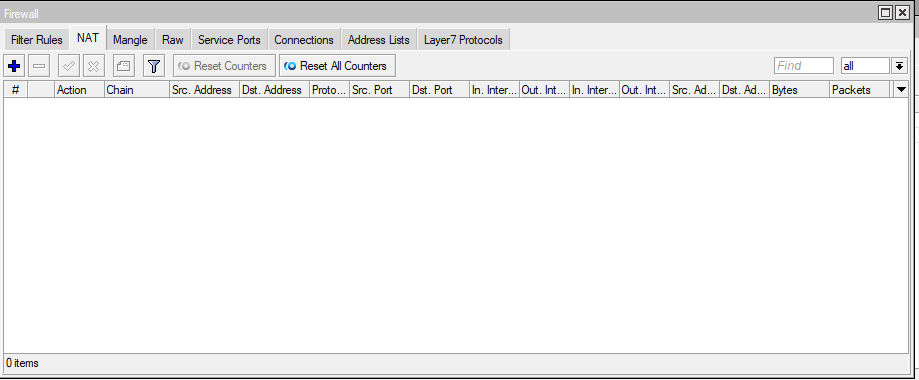 Firewall
Filter Rules NAT Mangle Raw Service Ports Connections Address Lists Layer7 Protocols
Reset Counters Reset All Counters Find all
# Action Chain Src. Address Dst. Address Proto... Src. Port Dst. Port In. Inter... Out. Int... In. Inter... Out. Int... Src. Ad... Dst. Ad... Bytes Packets
0 items